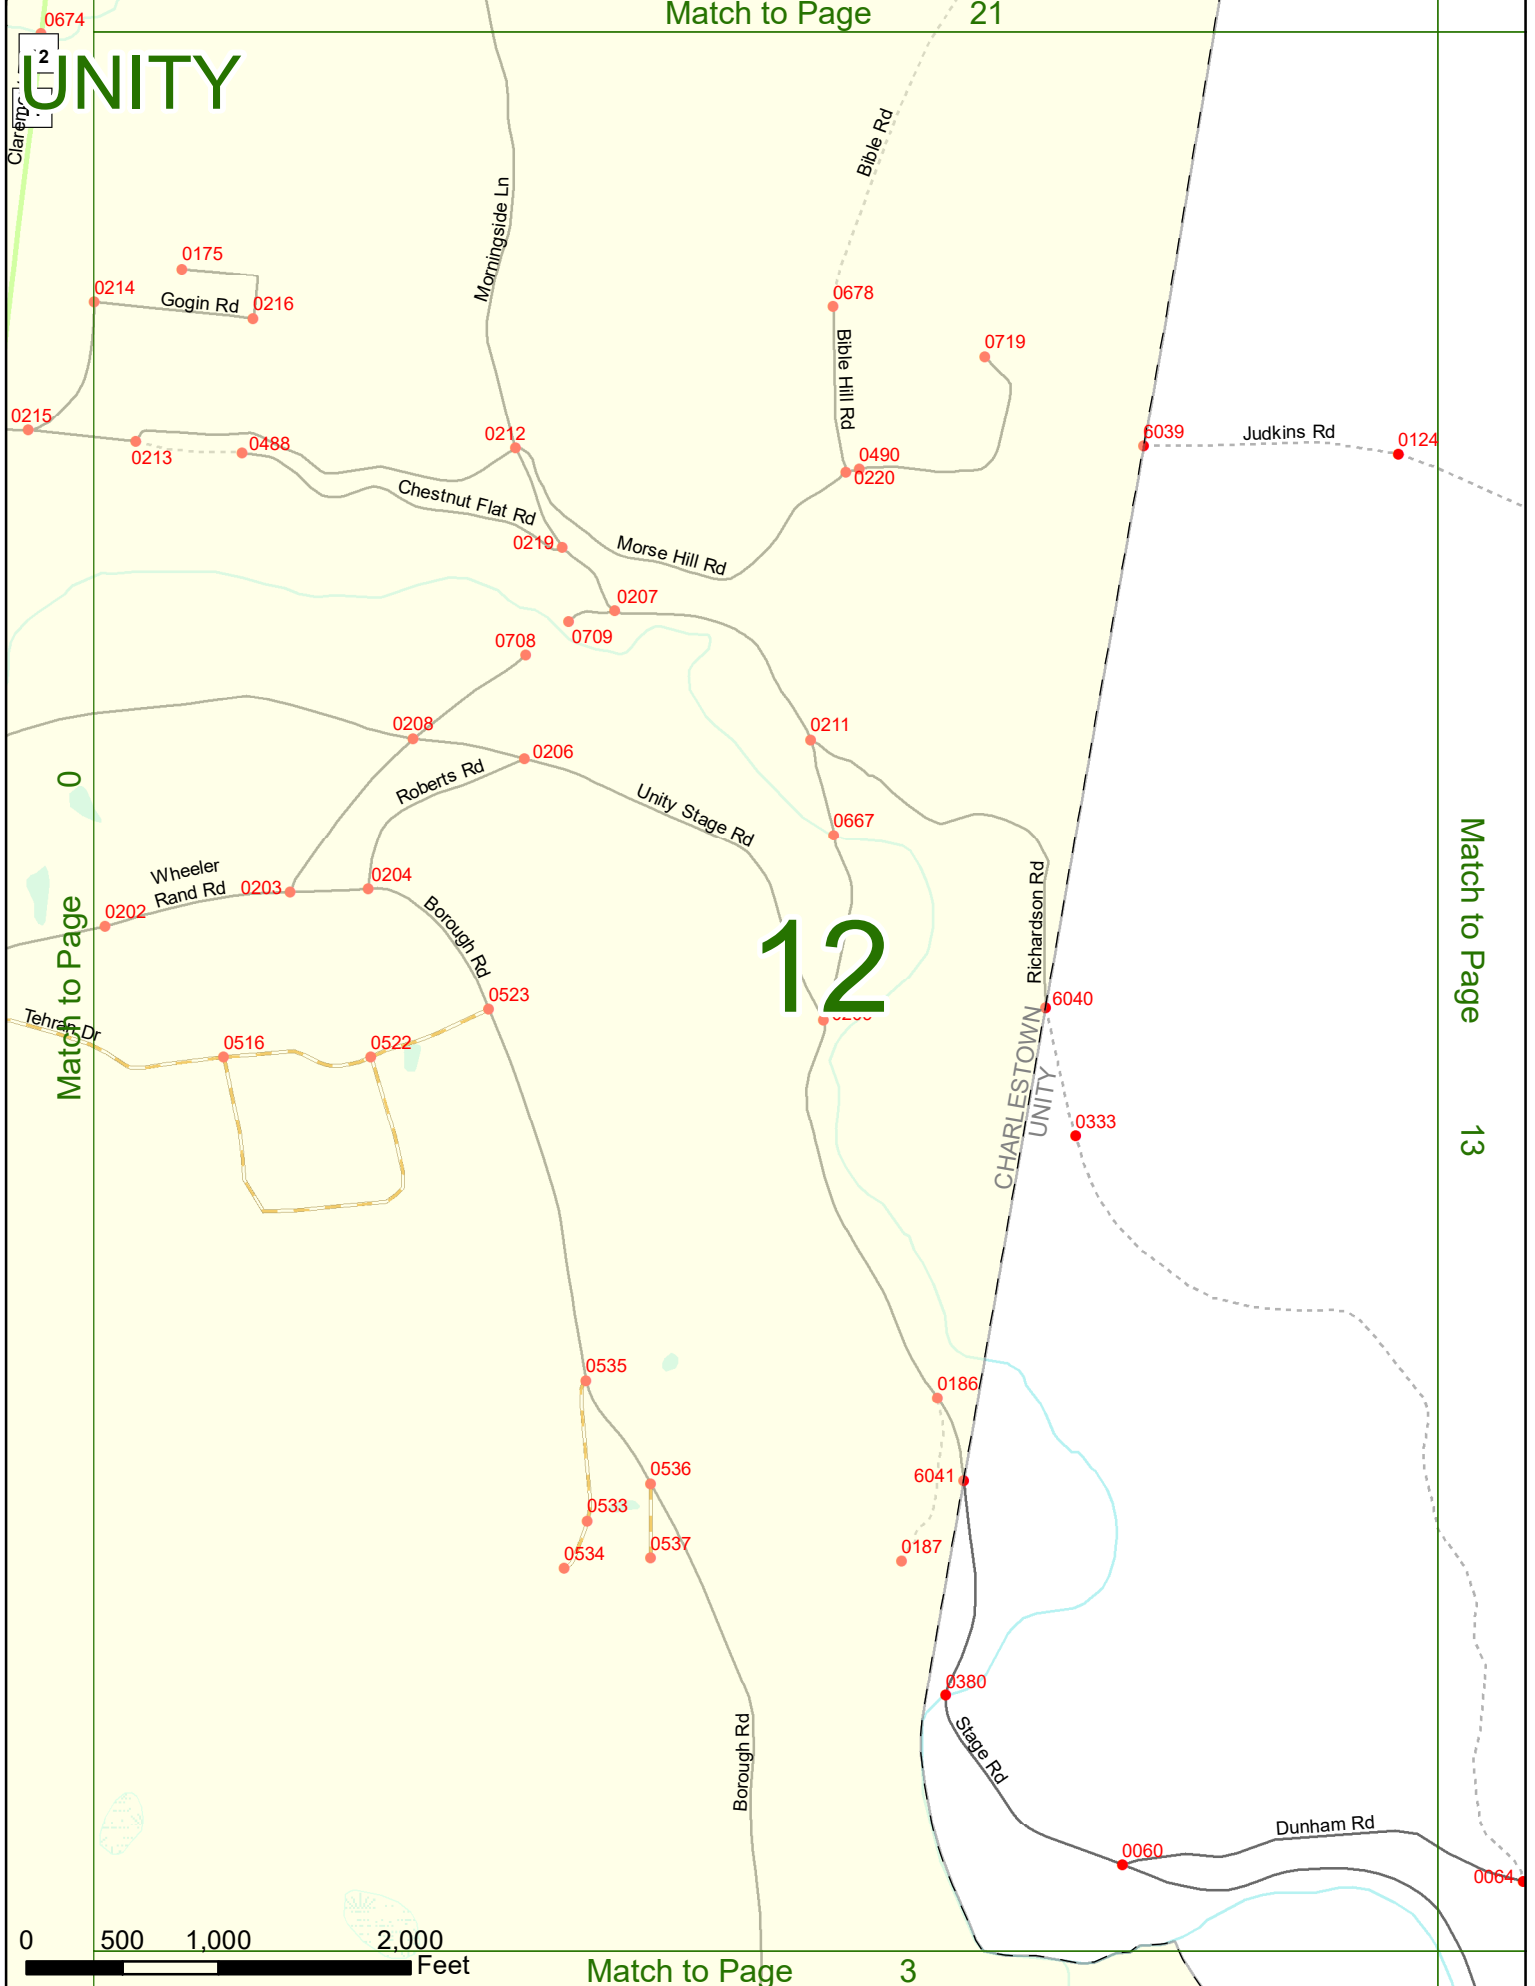 Match to Page 21
0674
2
UNITY
Bible Rd
Morningside Ln
0175
0214
Gogin Rd
0216
0678
Bible Hill Rd
0719
0215
0213
0488
0212
0490
0220
6039
Judkins Rd
0124
Chestnut Flat Rd
0219
Morse Hill Rd
0207
0709
0708
0208
0206
0211
Roberts Rd
Unity Stage Rd
0667
Match to Page 0
Match to Page 13
Wheeler
Rand Rd
0203
0204
0202
Borough Rd
Richardson Rd
12
0523
6040
Tehran Dr
0516
0522
CHARLESTOWN
UNITY
0333
0535
0186
0536
6041
0533
0534
0537
0187
0380
Stage Rd
Borough Rd
Dunham Rd
0060
0064
0 500 1,000 2,000
Feet
Match to Page 3